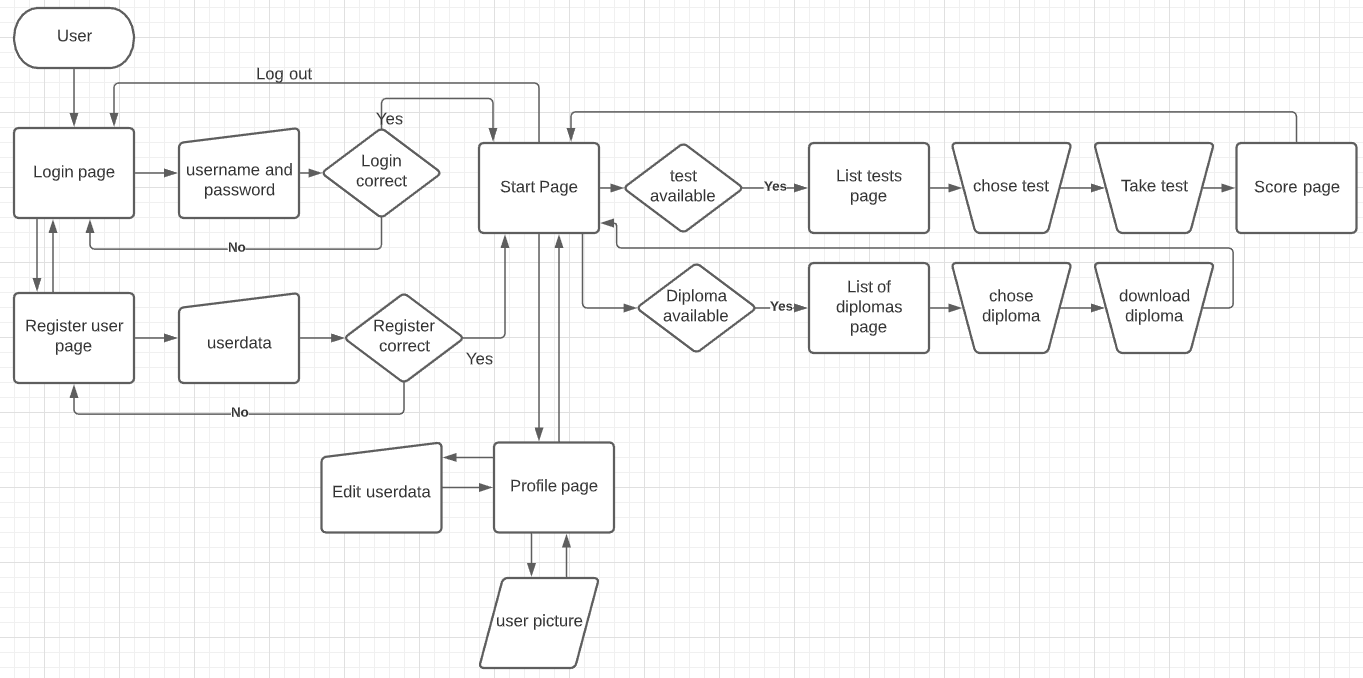 User
Log out
Yes
Login page
username and
password
Login
correct
No
Start Page
test
available
Yes
List tests
page
chose test
Take test
Score page
Register user
page
userdata
Register
correct
Yes
No
Diploma
available
Yes
List of
diplomas
page
chose
diploma
download
diploma
Edit userdata
Profile page
user picture